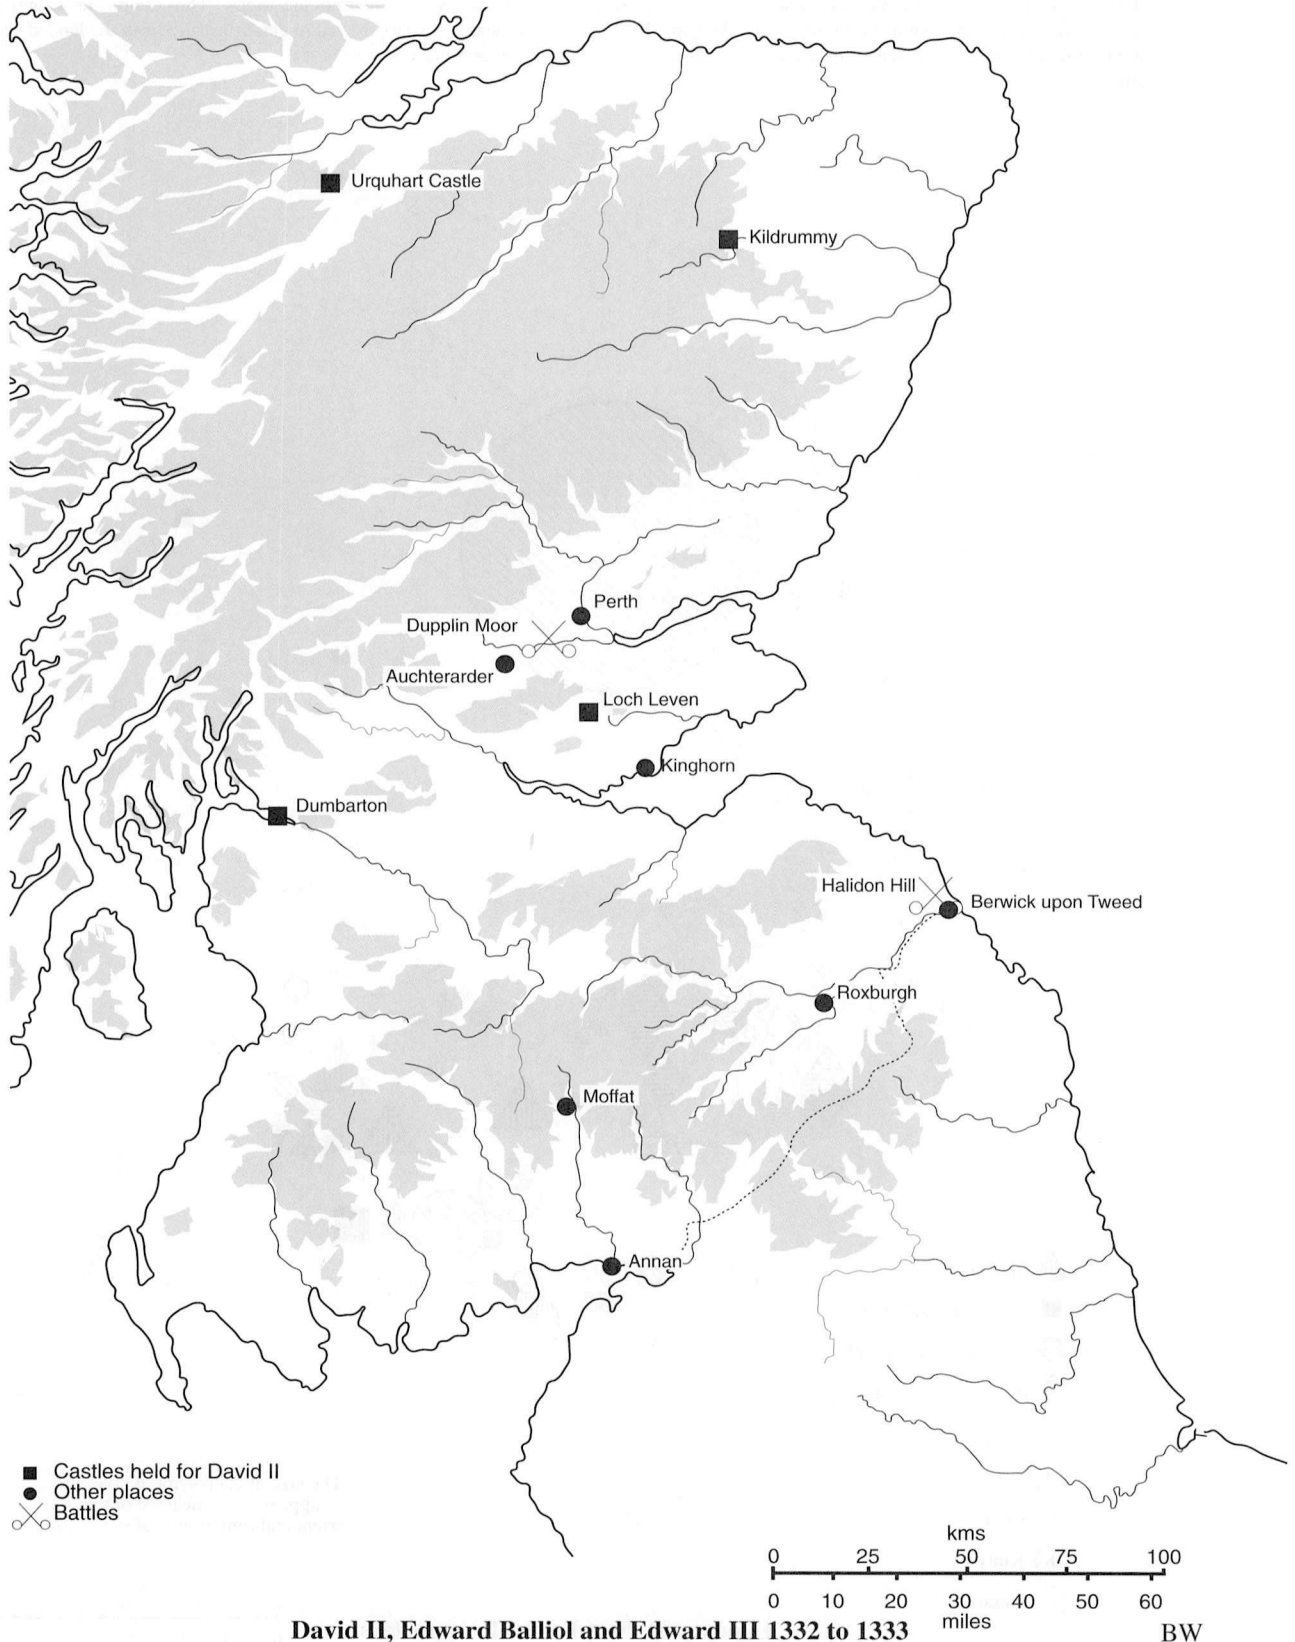 Urquhart Castle
Kildrummy
Perth
Dupplin Moor
Auchterarder
Loch Leven
Kinghorn
Dumbarton
Halidon Hill
Berwick upon Tweed
Roxburgh
Moffat
Annan
Castles held for David II
Other places
Battles
kms
0 25 50 75 100
0 10 20 30 40 50 60
miles
David II, Edward Balliol and Edward III 1332 to 1333
BW